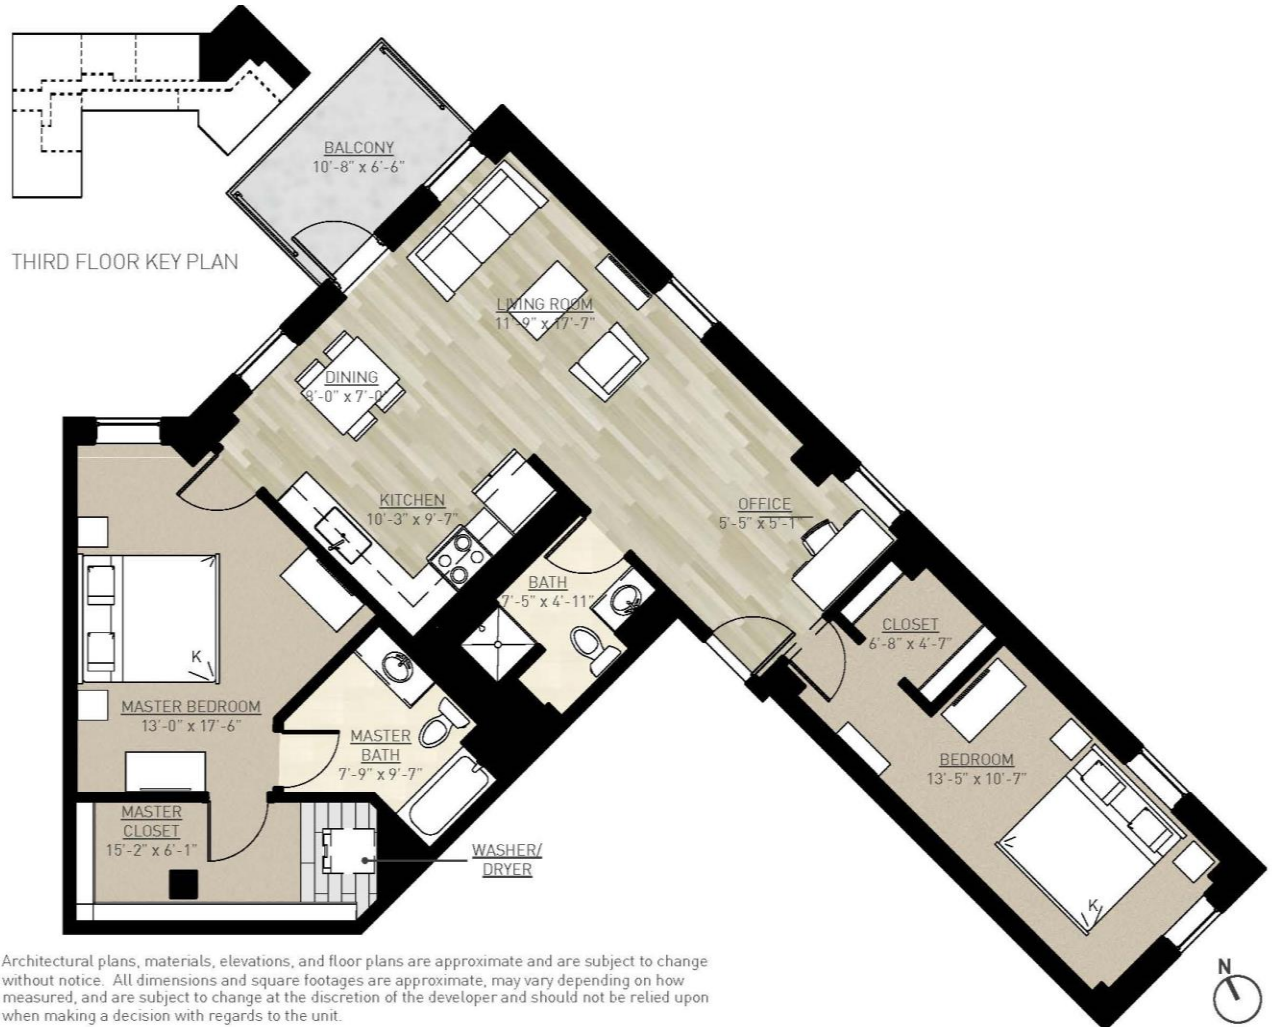 BALCONY
10'-8" x 6'-6"
THIRD FLOOR KEY PLAN
LIVING ROOM
11'-9" x 17'-7"
DINING
8'-0" x 7'-0"
KITCHEN
10'-3" x 9'-7"
OFFICE
5'-5" x 5'-1"
BATH
7'-5" x 4'-11"
CLOSET
6'-8" x 4'-7"
K
MASTER BEDROOM
13'-0" x 17'-6"
MASTER
BATH
7'-9" x 9'-7"
BEDROOM
13'-5" x 10'-7"
MASTER
CLOSET
15'-2" x 6'-1"
WASHER/
DRYER
K
Architectural plans, materials, elevations, and floor plans are approximate and are subject to change
without notice. All dimensions and square footages are approximate, may vary depending on how
measured, and are subject to change at the discretion of the developer and should not be relied upon
when making a decision with regards to the unit.
N